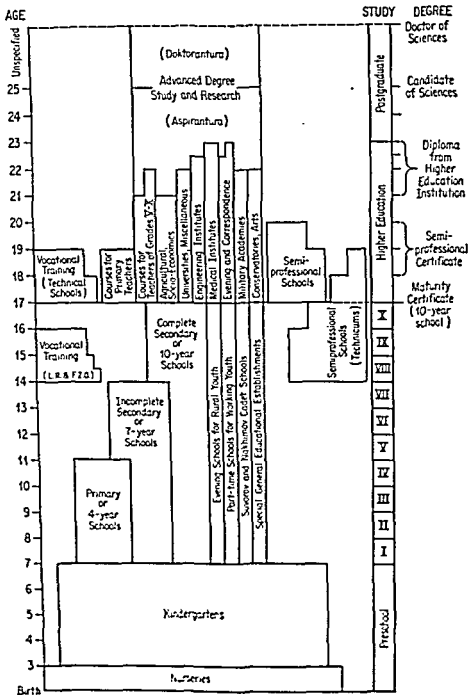 AGE
STUDY
DEGREE
Unspecified
25
24
23
22
21
20
19
18
17
16
15
14
13
12
11
10
9
8
7
6
5
4
3
Birth
(Doktorantura)
Advanced Degree
Study and Research
(Aspirantura)
Vocational
Training
(Technical
Schools)
Courses for
Primary
Teachers
Courses for
Teachers of Grades V-X
Agricultural,
Socio-Economics
Universities, Miscellaneous
Engineering Institutes
Medical Institutes
Evening and Correspondence
Military Academies
Conservatories, Arts
Semi-
professional
Schools
Vocational
Training
(L.R.& F.Z.O.)
Complete
Secondary
or
10-year
Schools
Semiprofessional
Schools
(Technicums)
Incomplete
Secondary
or
7-year
Schools
Primary
or
4-year
Schools
Evening Schools for Rural Youth
Part-time Schools for Working Youth
Suvorov and Nakhimov Cadet Schools
Special General Educational Establishments
Kindergartens
Nurseries
Postgraduate
Higher Education
X
IX
VIII
VII
VI
V
IV
III
II
I
Preschool
Doctor of
Sciences
Candidate
of Sciences
Diploma
from
Higher
Education
Institution
Semi-
professional
Certificate
Maturity
Certificate
(10-year
school)